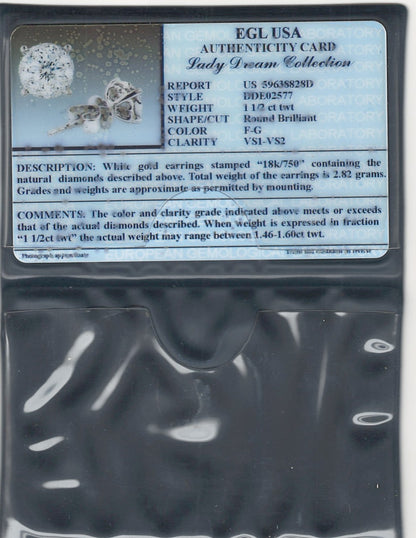 EGL USA
AUTHENTICITY CARD
Lady Dream Collection
REPORT US 59638828D
STYLE DDE02577
WEIGHT 1 1/2 ct twt
SHAPE/CUT Round Brilliant
COLOR F-G
CLARITY VS1-VS2
DESCRIPTION: White gold earrings stamped "18k/750" containing the
natural diamonds described above. Total weight of the earrings is 2.82 grams.
Grades and weights are approximate as permitted by mounting.
COMMENTS: The color and clarity grade indicated above meets or exceeds
that of the actual diamonds described. When weight is expressed in fraction
"1 1/2ct twt" the actual weight may range between 1.46-1.60ct twt.
Photograph approximate
on reverse